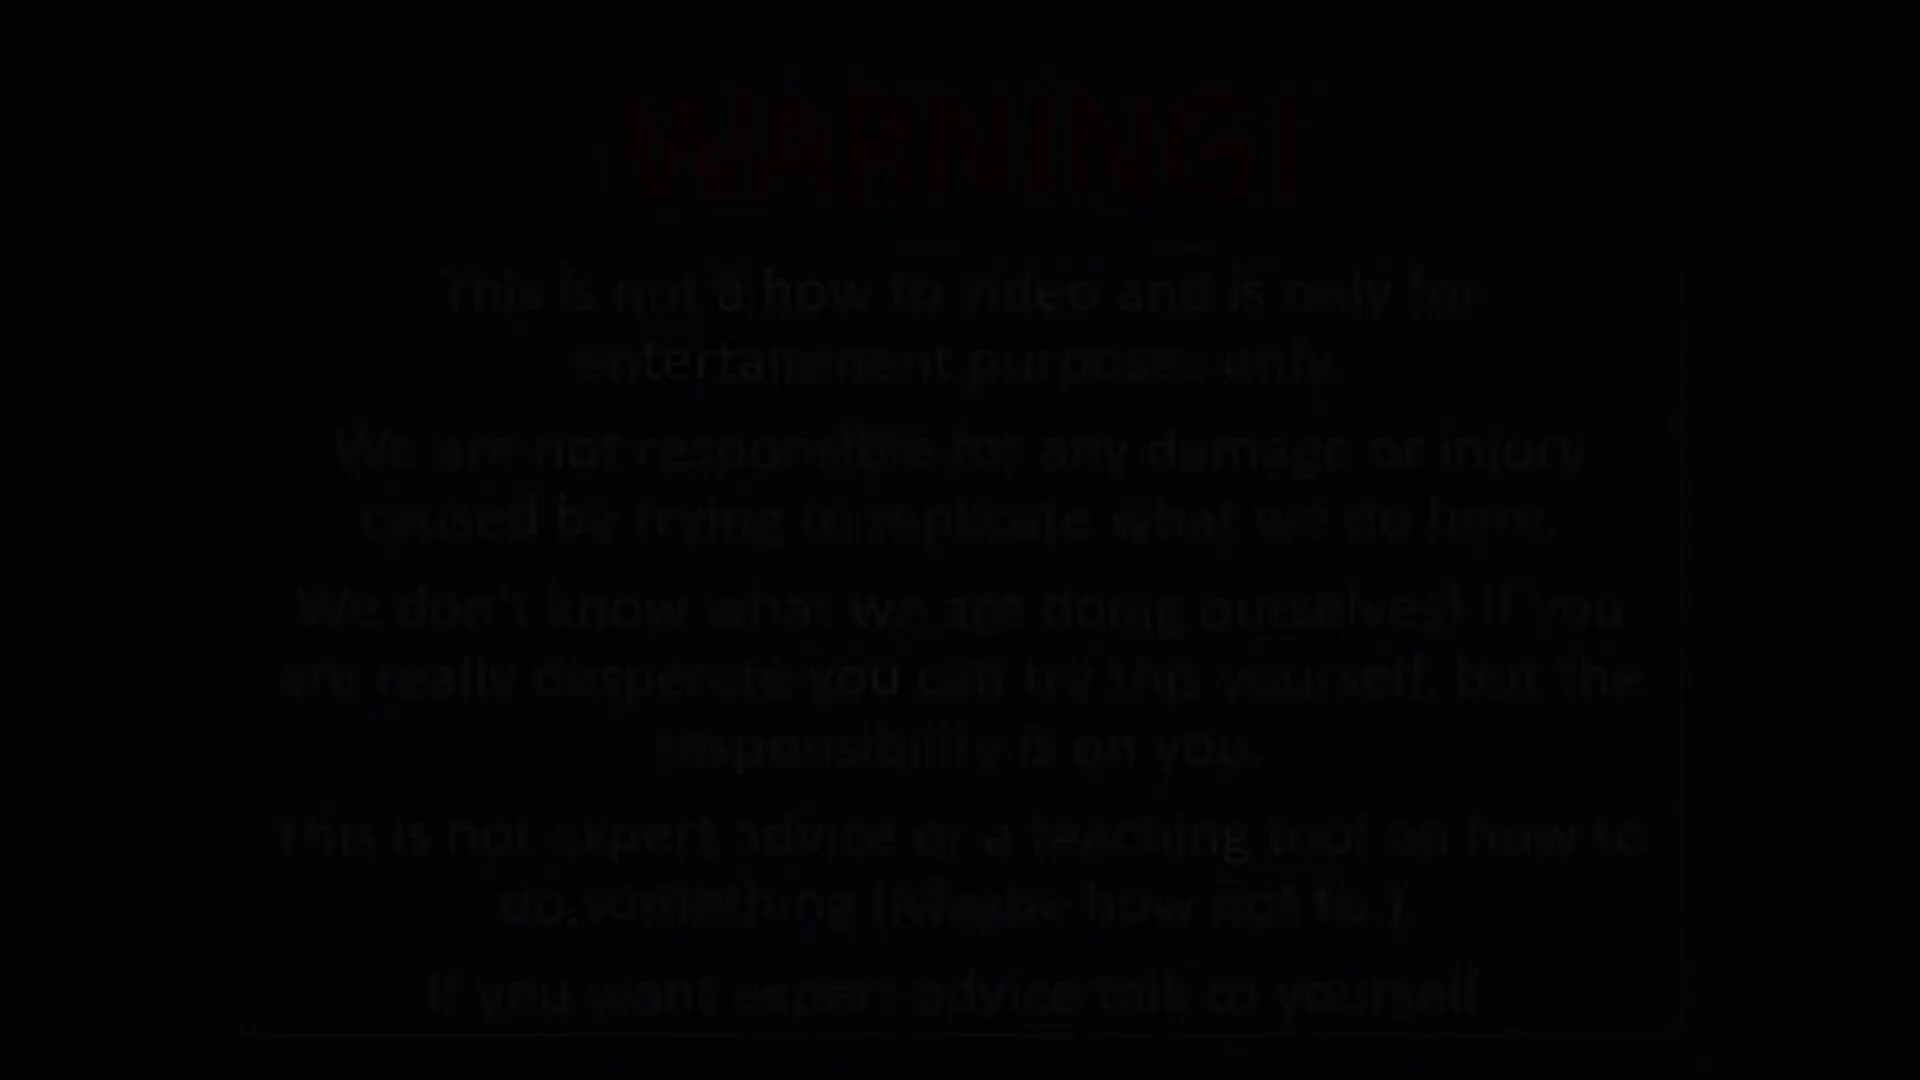 WARNING!
This is not a how to video and is only for
entertainment purposes only.
We are not responsible for any damage or injury
caused by trying to replicate what we do here.
We don't know what we are doing ourselves! If you
are really desperate you can try this yourself, but the
responsibility is on you.
This is not expert advice or a teaching tool on how to
do something (Maybe how not to.).
If you want expert advice talk to yourself